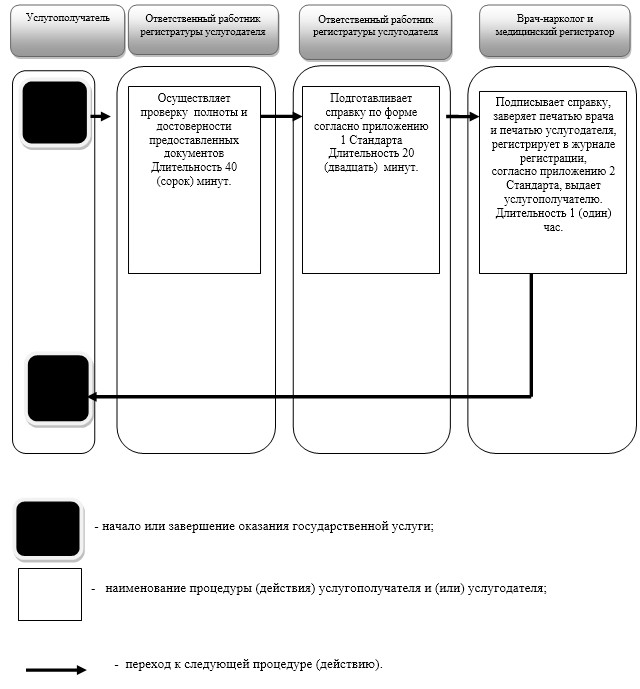 Услугополучатель
Ответственный работник
регистратуры услугодателя
Ответственный работник
регистратуры услугодателя
Врач-нарколог и
медицинский регистратор
Осуществляет
проверку полноты и
достоверности
предоставленных
документов
Длительность 40
(сорок) минут.
Подготавливает
справку по форме
согласно приложению
1 Стандарта
Длительность 20
(двадцать) минут.
Подписывает справку,
заверяет печатью врача
и печатью услугодателя,
регистрирует в журнале
регистрации,
согласно приложению 2
Стандарта, выдает
услугополучателю.
Длительность 1 (один)
час.
- начало или завершение оказания государственной услуги;
- наименование процедуры (действия) услугополучателя и (или) услугодателя;
- переход к следующей процедуре (действию).